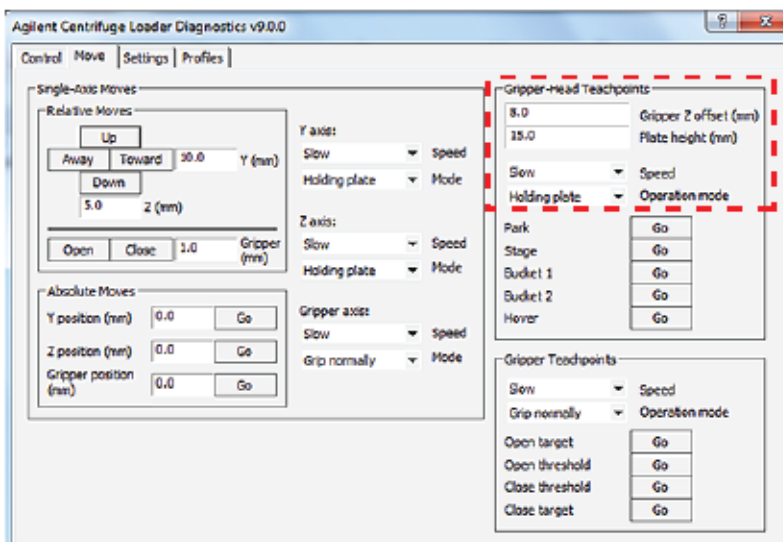 Agilent Centrifuge Loader Diagnostics v9.0.0
Control Move Settings Profiles
Single-Axis Moves
Relative Moves
Up
Away Toward 10.0 Y (mm)
Down
5.0 Z (mm)
Open Close 1.0 Gripper (mm)
Absolute Moves
Y position (mm) 0.0 Go
Z position (mm) 0.0 Go
Gripper position (mm) 0.0 Go
Y axis:
Slow Speed
Holding plate Mode
Z axis:
Slow Speed
Holding plate Mode
Gripper axis:
Slow Speed
Grip normally Mode
Gripper-Head Teachpoints
8.0 Gripper Z offset (mm)
15.0 Plate height (mm)
Slow Speed
Holding plate Operation mode
Park Go
Stage Go
Bucket 1 Go
Bucket 2 Go
Hover Go
Gripper Teachpoints
Slow Speed
Grip normally Operation mode
Open target Go
Open threshold Go
Close threshold Go
Close target Go